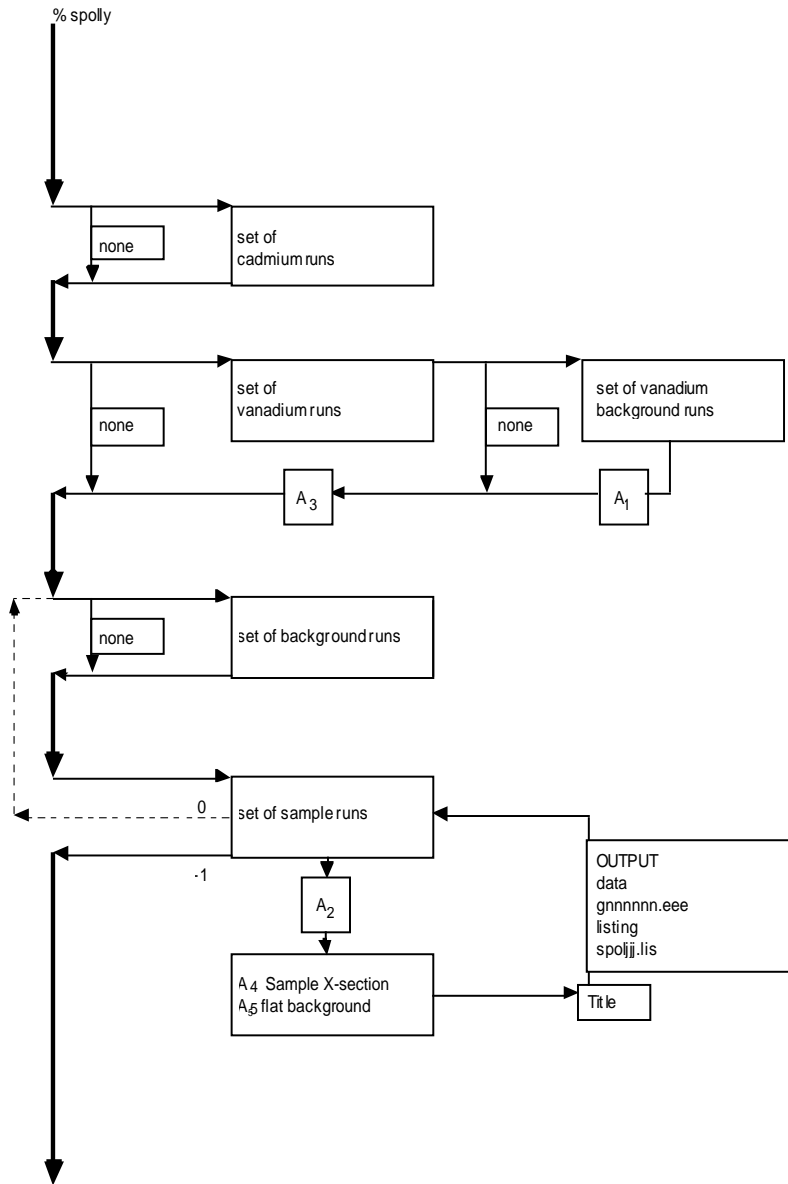 % spolly
none
set of
cadmium runs
set of
vanadium runs
none
set of vanadium
background runs
none
A3
A1
none
set of background runs
0
set of sample runs
-1
A2
OUTPUT
data
gnnnnnn.eee
listing
spoljjj.lis
A4 Sample X-section
A5 flat background
Title